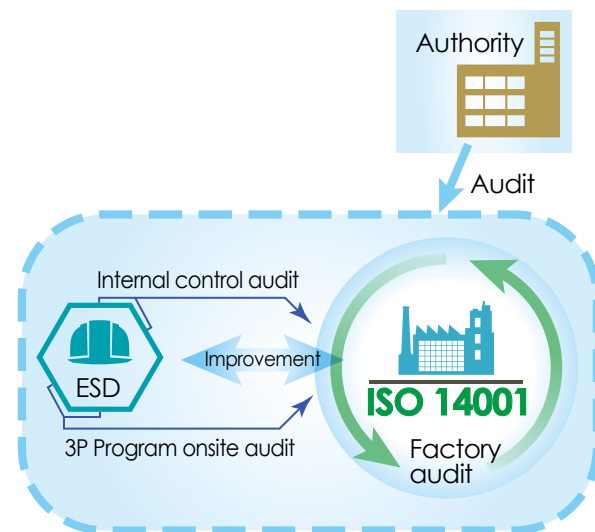 Authority
Audit
Internal control audit
Improvement
ESD
ISO 14001
3P Program onsite audit
Factory
audit